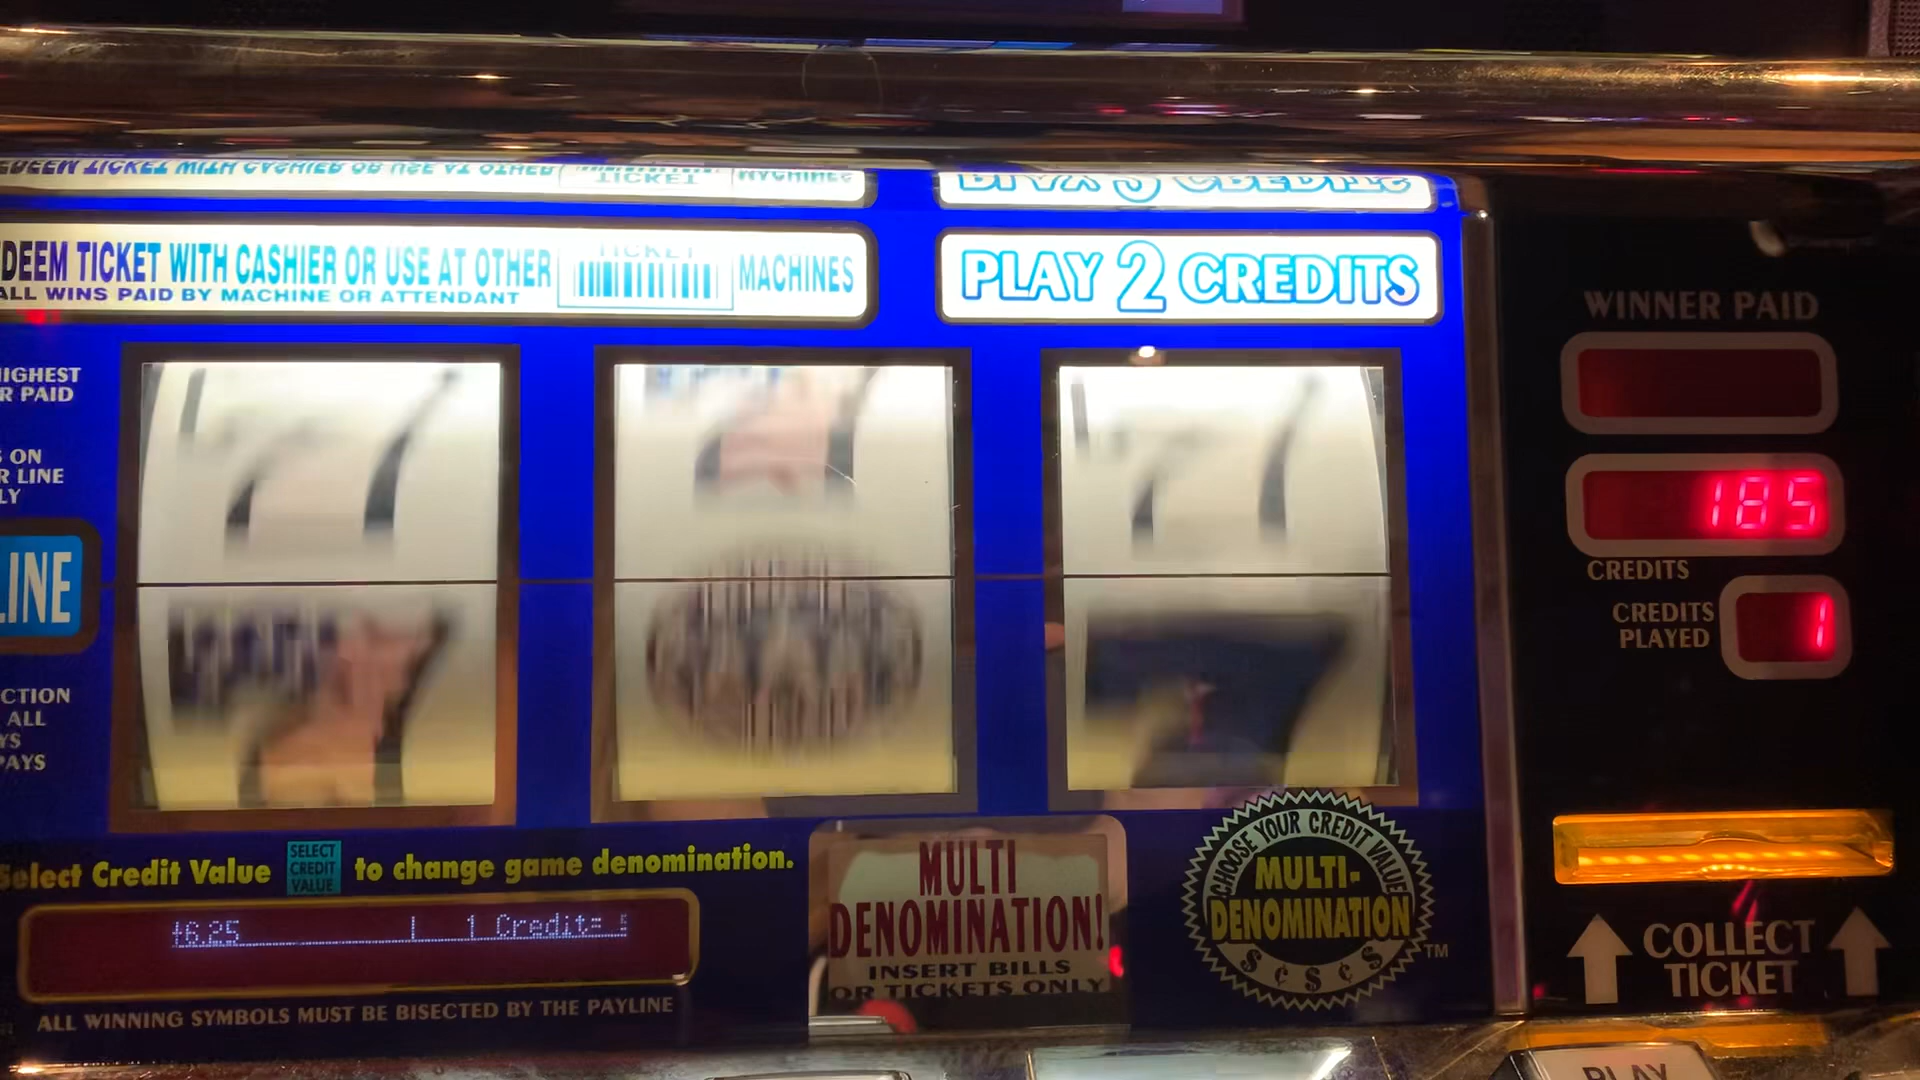 DEEM TICKET WITH CASHIER OR USE AT OTHER TICKET MACHINES
ALL WINS PAID BY MACHINE OR ATTENDANT
PLAY 2 CREDITS
WINNER PAID
IGHEST
R PAID
185
S ON
R LINE
LY
CREDITS
LINE
CREDITS
PLAYED
1
CTION
ALL
YS
PAYS
Select Credit Value SELECT CREDIT VALUE to change game denomination.
1 Credit
ALL WINNING SYMBOLS MUST BE BISECTED BY THE PAYLINE
MULTI
DENOMINATION!
INSERT BILLS
OR TICKETS ONLY
CHOOSE YOUR CREDIT VALUE
MULTI-
DENOMINATION
$ ¢ $ ¢ $
TM
COLLECT
TICKET
PLAY